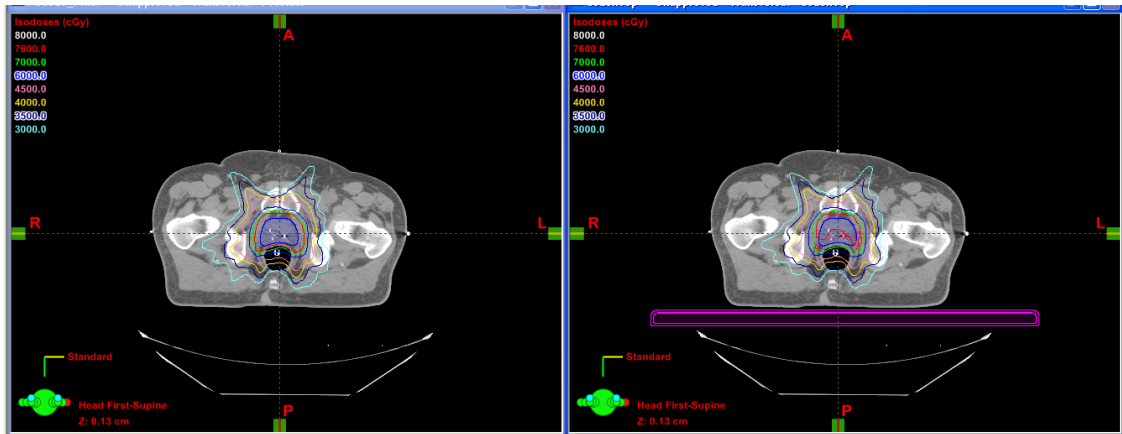 Isodoses (cGy)
8000.0
7600.0
7000.0
6000.0
4500.0
4000.0
3500.0
3000.0
A
R
L
Standard
Head First-Supine
Z: 0.13 cm
P
Isodoses (cGy)
8000.0
7600.0
7000.0
6000.0
4500.0
4000.0
3500.0
3000.0
A
R
L
Standard
Head First-Supine
Z: 0.13 cm
P